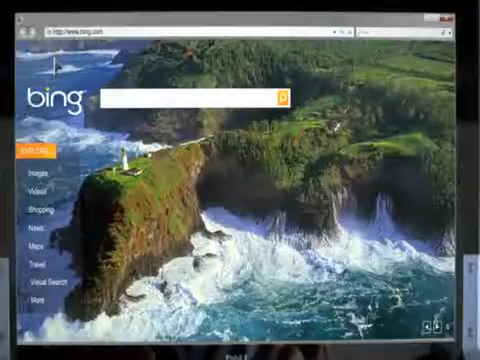 http://www.bing.com
bing
EXPLORE
Images
Videos
Shopping
News
Maps
Travel
Visual Search
More